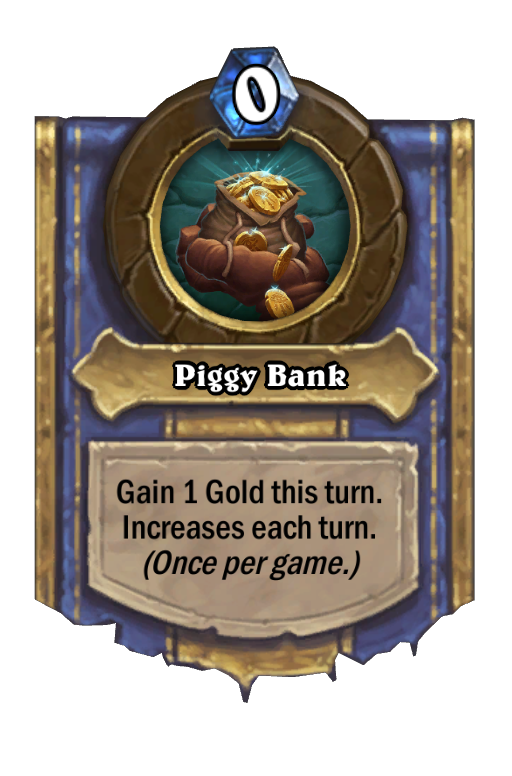 0
Piggy Bank
Gain 1 Gold this turn.
Increases each turn.
(Once per game.)